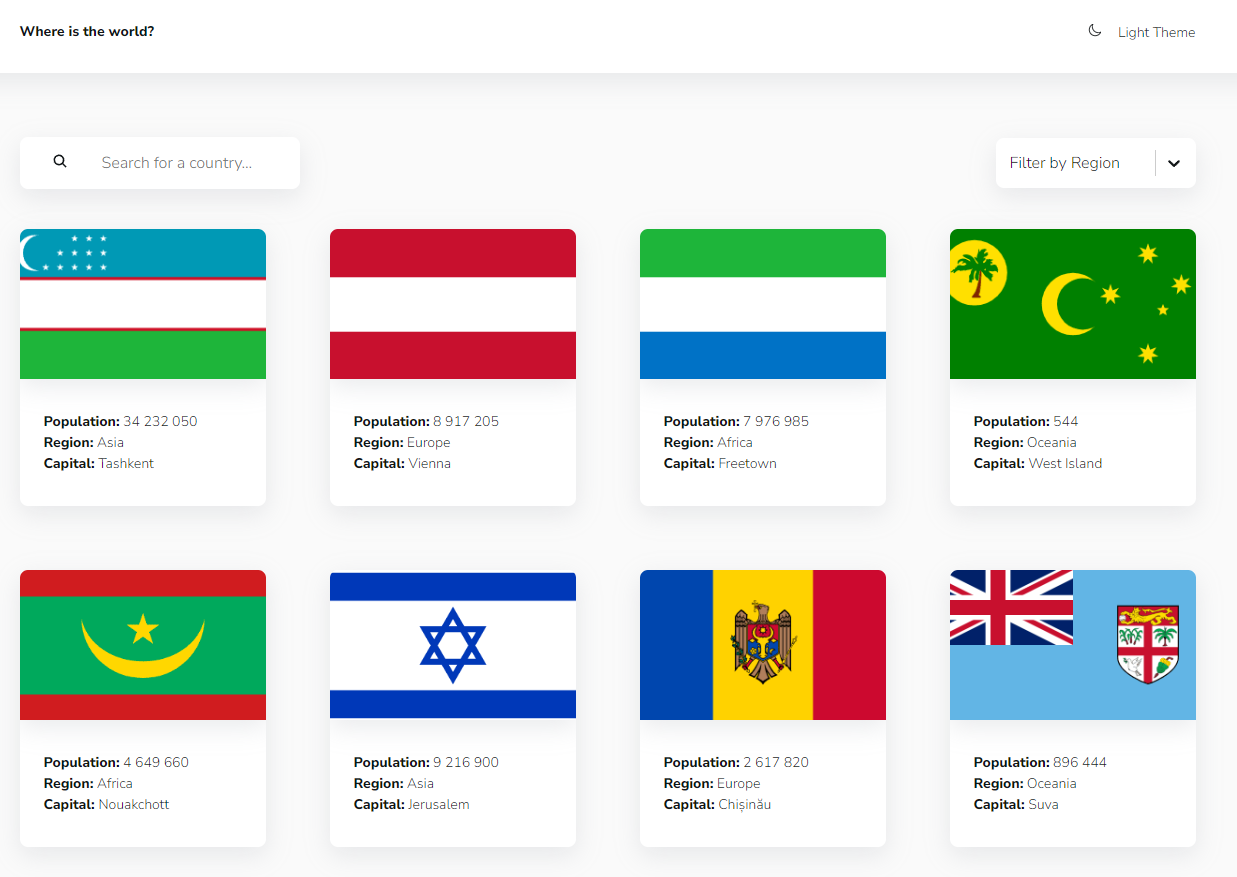 Where is the world?
Light Theme
Search for a country...
Filter by Region
Population: 34 232 050
Region: Asia
Capital: Tashkent
Population: 8 917 205
Region: Europe
Capital: Vienna
Population: 7 976 985
Region: Africa
Capital: Freetown
Population: 544
Region: Oceania
Capital: West Island
Population: 4 649 660
Region: Africa
Capital: Nouakchott
Population: 9 216 900
Region: Asia
Capital: Jerusalem
Population: 2 617 820
Region: Europe
Capital: Chișinău
Population: 896 444
Region: Oceania
Capital: Suva